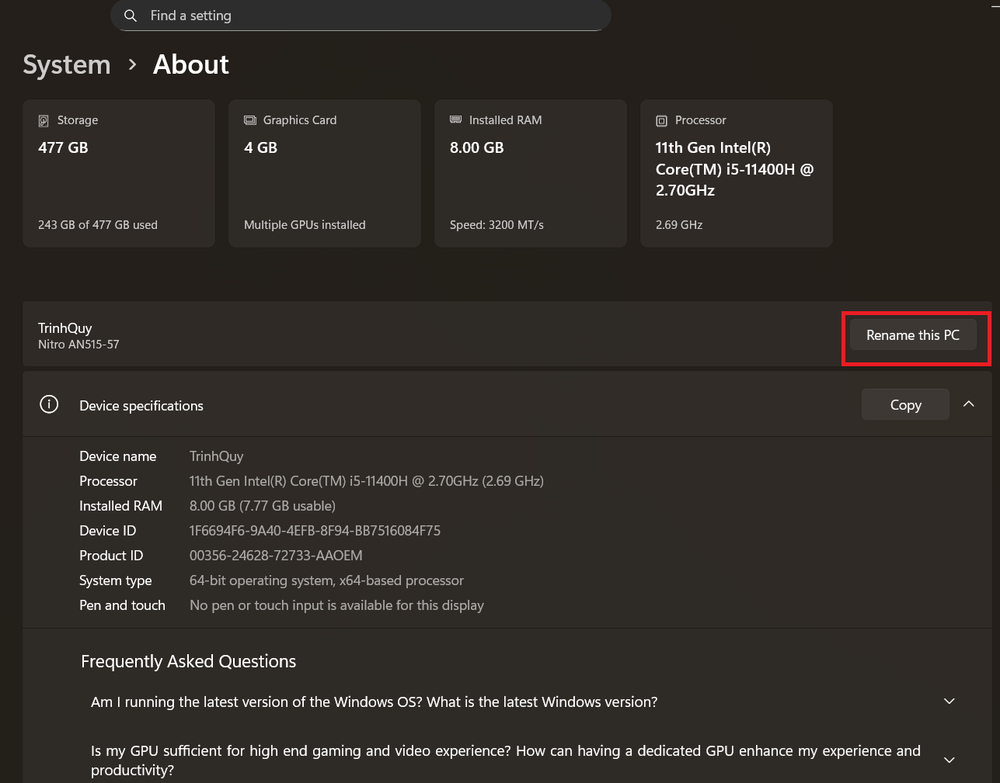 Find a setting
System > About
Storage
477 GB
243 GB of 477 GB used
Graphics Card
4 GB
Multiple GPUs installed
Installed RAM
8.00 GB
Speed: 3200 MT/s
Processor
11th Gen Intel(R)
Core(TM) i5-11400H @
2.70GHz
2.69 GHz
TrinhQuy
Nitro AN515-57
Rename this PC
Device specifications
Copy
Device name TrinhQuy
Processor 11th Gen Intel(R) Core(TM) i5-11400H @ 2.70GHz (2.69 GHz)
Installed RAM 8.00 GB (7.77 GB usable)
Device ID 1F6694F6-9A40-4EFB-8F94-BB7516084F75
Product ID 00356-24628-72733-AAOEM
System type 64-bit operating system, x64-based processor
Pen and touch No pen or touch input is available for this display
Frequently Asked Questions
Am I running the latest version of the Windows OS? What is the latest Windows version?
Is my GPU sufficient for high end gaming and video experience? How can having a dedicated GPU enhance my experience and
productivity?